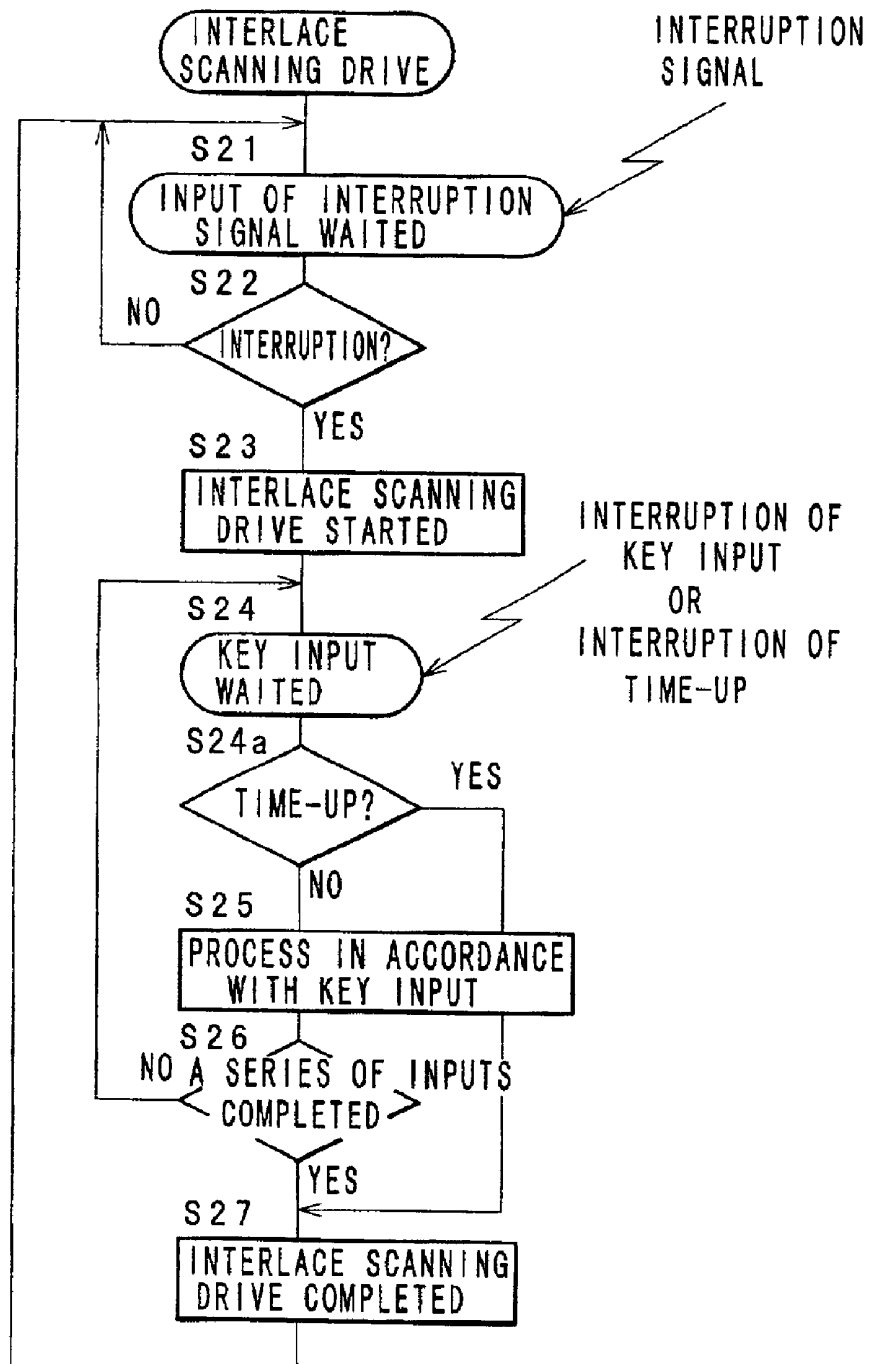 INTERLACE
SCANNING DRIVE
INTERRUPTION
SIGNAL
S21
INPUT OF INTERRUPTION
SIGNAL WAITED
S22
NO
INTERRUPTION?
YES
S23
INTERLACE SCANNING
DRIVE STARTED
INTERRUPTION OF
KEY INPUT
OR
INTERRUPTION OF
TIME-UP
S24
KEY INPUT
WAITED
S24a
TIME-UP?
YES
NO
S25
PROCESS IN ACCORDANCE
WITH KEY INPUT
S26
NO
A SERIES OF INPUTS
COMPLETED
YES
S27
INTERLACE SCANNING
DRIVE COMPLETED